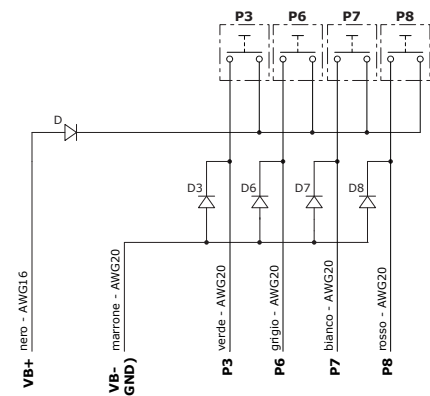 P3
P6
P7
P8
D
D3
D6
D7
D8
nero - AWG16
marrone - AWG20
verde - AWG20
grigio - AWG20
bianco - AWG20
rosso - AWG20
VB+
VB-
GND)
P3
P6
P7
P8